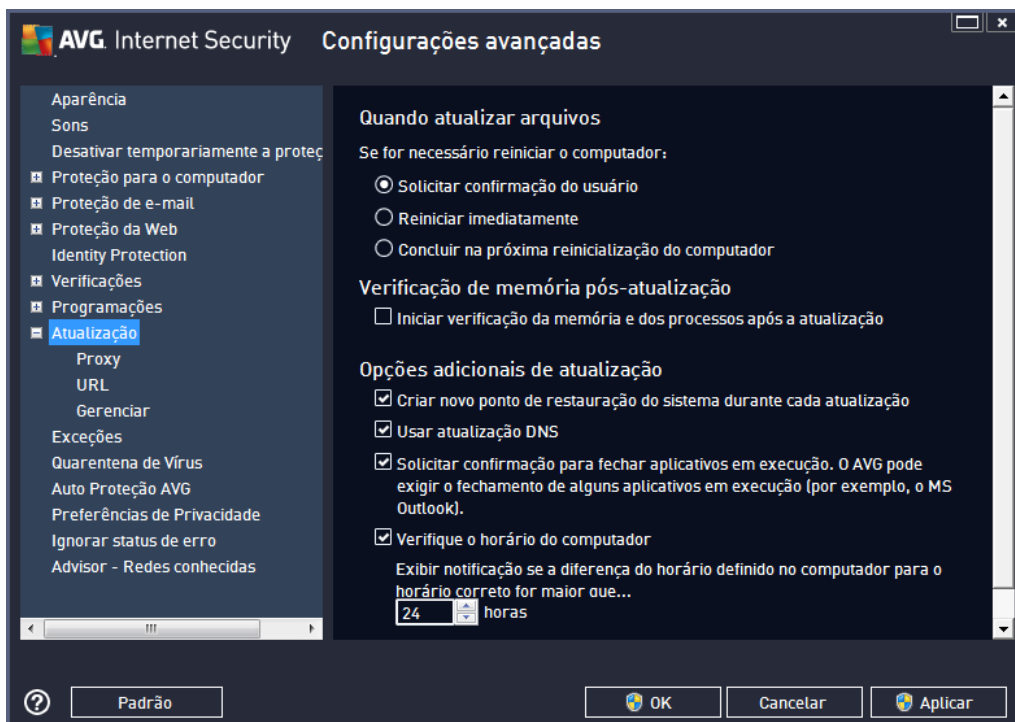 AVG. Internet Security Configurações avançadas
Aparência
Sons
Desativar temporariamente a proteç
Proteção para o computador
Proteção de e-mail
Proteção da Web
Identity Protection
Verificações
Programações
Atualização
Proxy
URL
Gerenciar
Exceções
Quarentena de Vírus
Auto Proteção AVG
Preferências de Privacidade
Ignorar status de erro
Advisor - Redes conhecidas
Quando atualizar arquivos
Se for necessário reiniciar o computador:
Solicitar confirmação do usuário
Reiniciar imediatamente
Concluir na próxima reinicialização do computador
Verificação de memória pós-atualização
Iniciar verificação da memória e dos processos após a atualização
Opções adicionais de atualização
Criar novo ponto de restauração do sistema durante cada atualização
Usar atualização DNS
Solicitar confirmação para fechar aplicativos em execução. O AVG pode
exigir o fechamento de alguns aplicativos em execução (por exemplo, o MS
Outlook).
Verifique o horário do computador
Exibir notificação se a diferença do horário definido no computador para o
horário correto for maior que...
24 horas
? Padrão OK Cancelar Aplicar